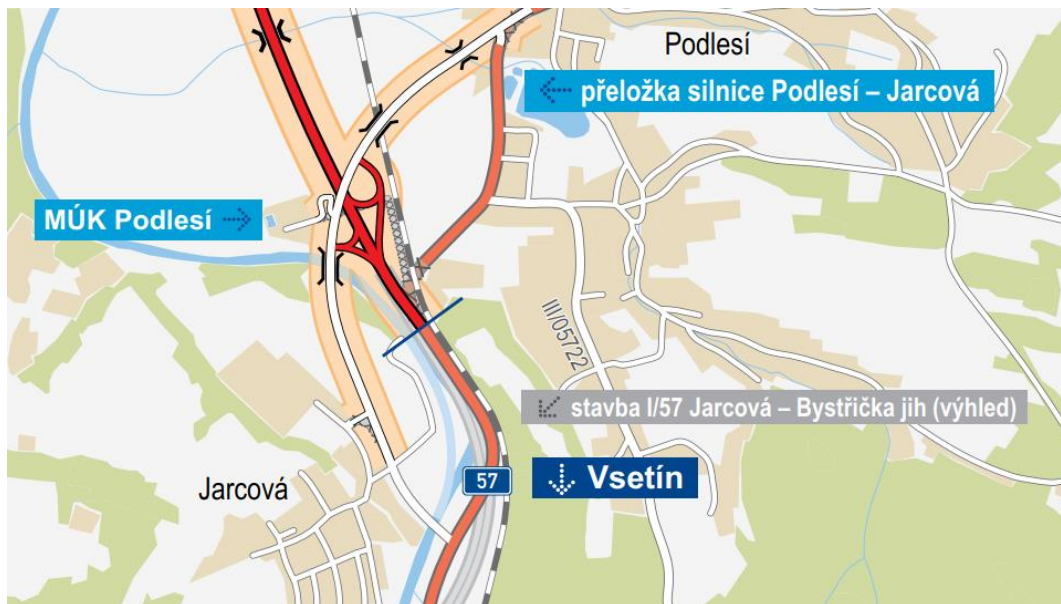 Podlesí
přeložka silnice Podlesí – Jarcová
MÚK Podlesí
III/05722
stavba I/57 Jarcová – Bystřička jih (výhled)
57
Vsetín
Jarcová